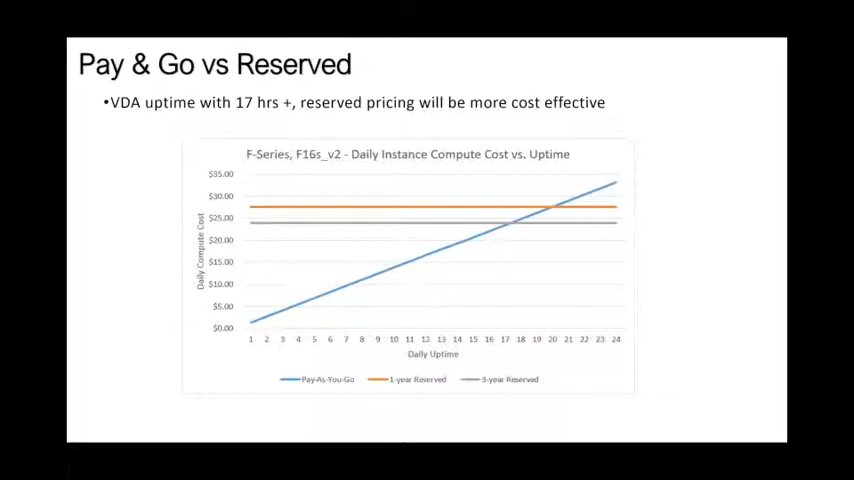 Pay & Go vs Reserved
•VDA uptime with 17 hrs +, reserved pricing will be more cost effective
F-Series, F16s_v2 - Daily Instance Compute Cost vs. Uptime
$35.00
$30.00
$25.00
$20.00
$15.00
$10.00
$5.00
$0.00
Daily Compute Cost
1 2 3 4 5 6 7 8 9 10 11 12 13 14 15 16 17 18 19 20 21 22 23 24
Daily Uptime
Pay-As-You-Go 1-year Reserved 3-year Reserved